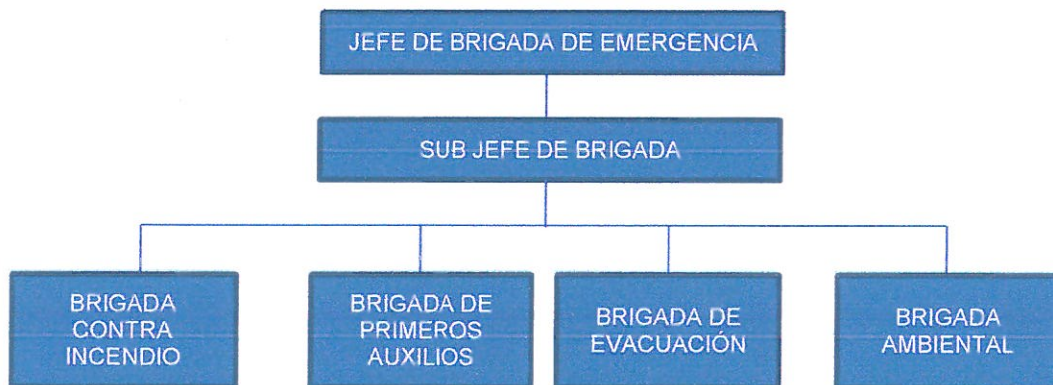 JEFE DE BRIGADA DE EMERGENCIA
SUB JEFE DE BRIGADA
BRIGADA
CONTRA
INCENDIO
BRIGADA DE
PRIMEROS
AUXILIOS
BRIGADA DE
EVACUACIÓN
BRIGADA
AMBIENTAL